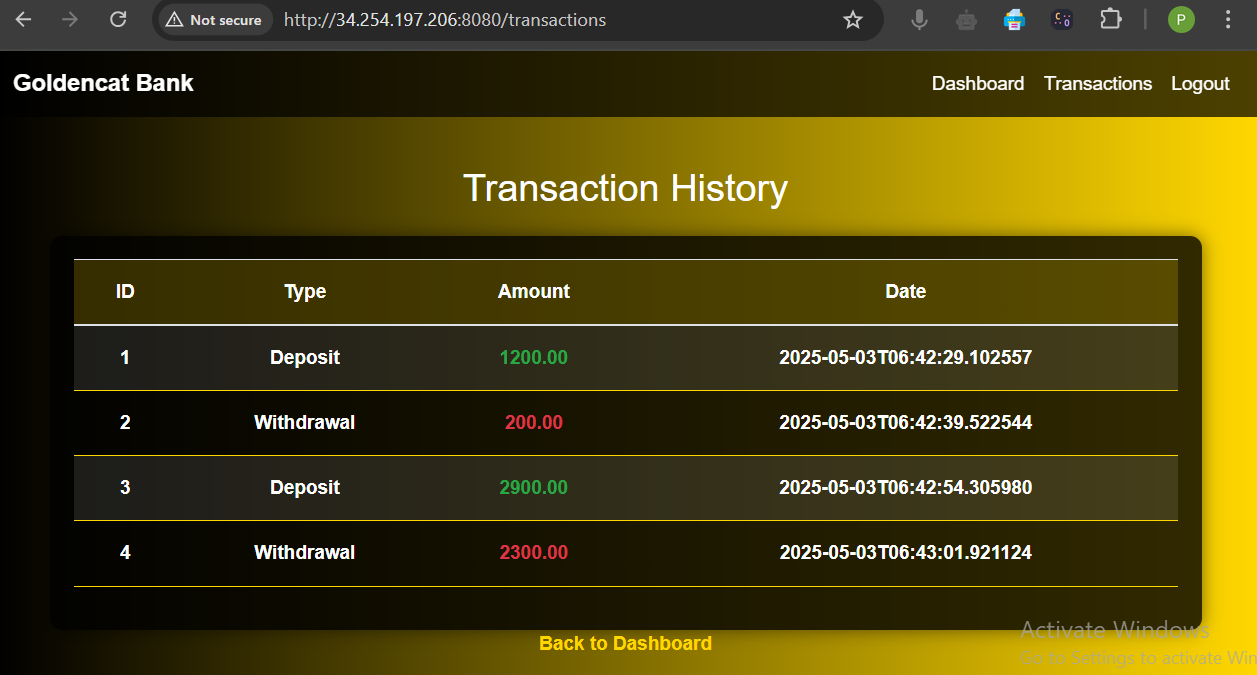 Not secure http://34.254.197.206:8080/transactions P
Goldencat Bank Dashboard Transactions Logout
Transaction History
ID Type Amount Date
1 Deposit 1200.00 2025-05-03T06:42:29.102557
2 Withdrawal 200.00 2025-05-03T06:42:39.522544
3 Deposit 2900.00 2025-05-03T06:42:54.305980
4 Withdrawal 2300.00 2025-05-03T06:43:01.921124
Activate Windows
Back to Dashboard
Go to Settings to activate Win